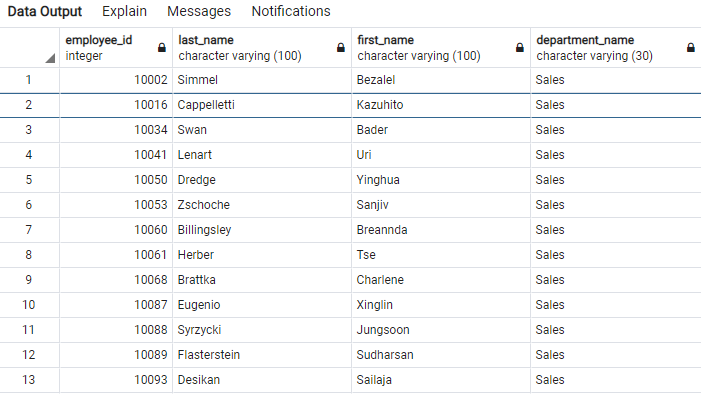 Data Output Explain Messages Notifications
employee_id last_name first_name department_name
integer character varying (100) character varying (100) character varying (30)
1 10002 Simmel Bezalel Sales
2 10016 Cappelletti Kazuhito Sales
3 10034 Swan Bader Sales
4 10041 Lenart Uri Sales
5 10050 Dredge Yinghua Sales
6 10053 Zschoche Sanjiv Sales
7 10060 Billingsley Breannda Sales
8 10061 Herber Tse Sales
9 10068 Brattka Charlene Sales
10 10087 Eugenio Xinglin Sales
11 10088 Syrzycki Jungsoon Sales
12 10089 Flasterstein Sudharsan Sales
13 10093 Desikan Sailaja Sales